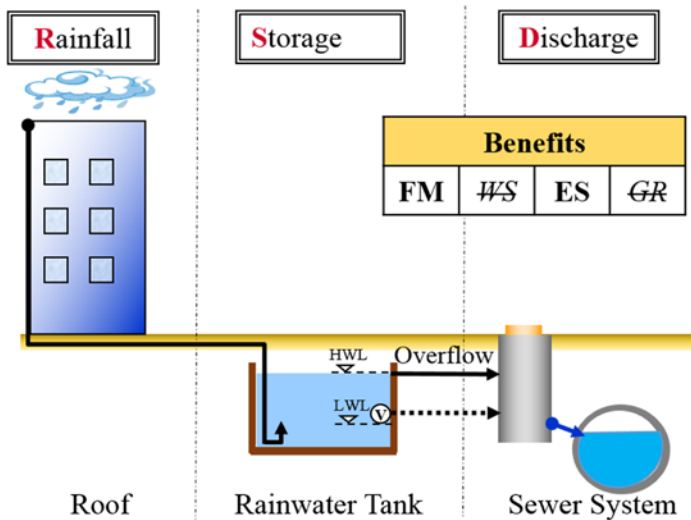 Rainfall
Storage
Discharge
Benefits
FM WS ES GR
HWL
Overflow
LWL
V
Roof
Rainwater Tank
Sewer System